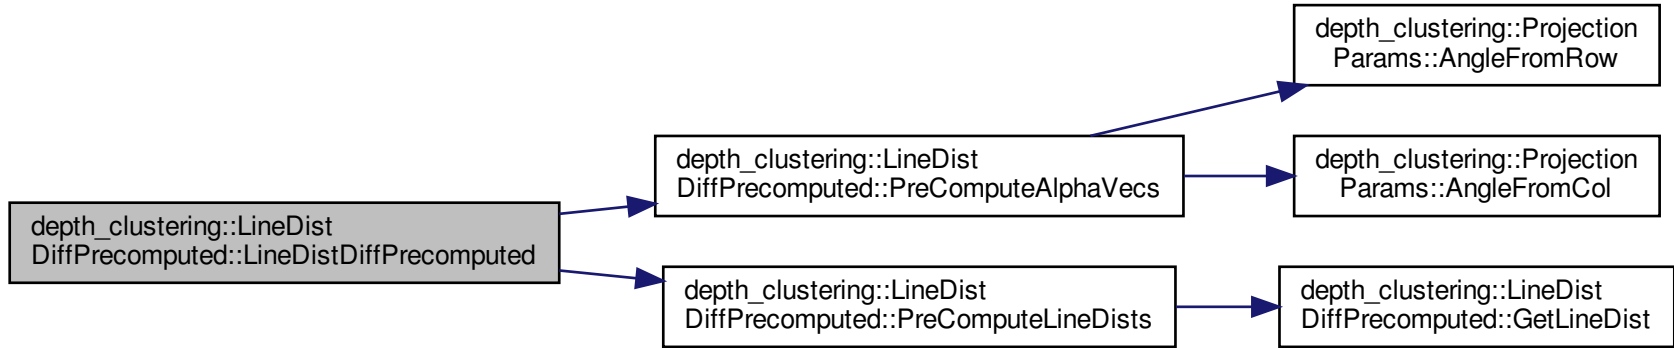 depth_clustering::LineDist
DiffPrecomputed::LineDistDiffPrecomputed
depth_clustering::LineDist
DiffPrecomputed::PreComputeAlphaVecs
depth_clustering::Projection
Params::AngleFromRow
depth_clustering::Projection
Params::AngleFromCol
depth_clustering::LineDist
DiffPrecomputed::PreComputeLineDists
depth_clustering::LineDist
DiffPrecomputed::GetLineDist